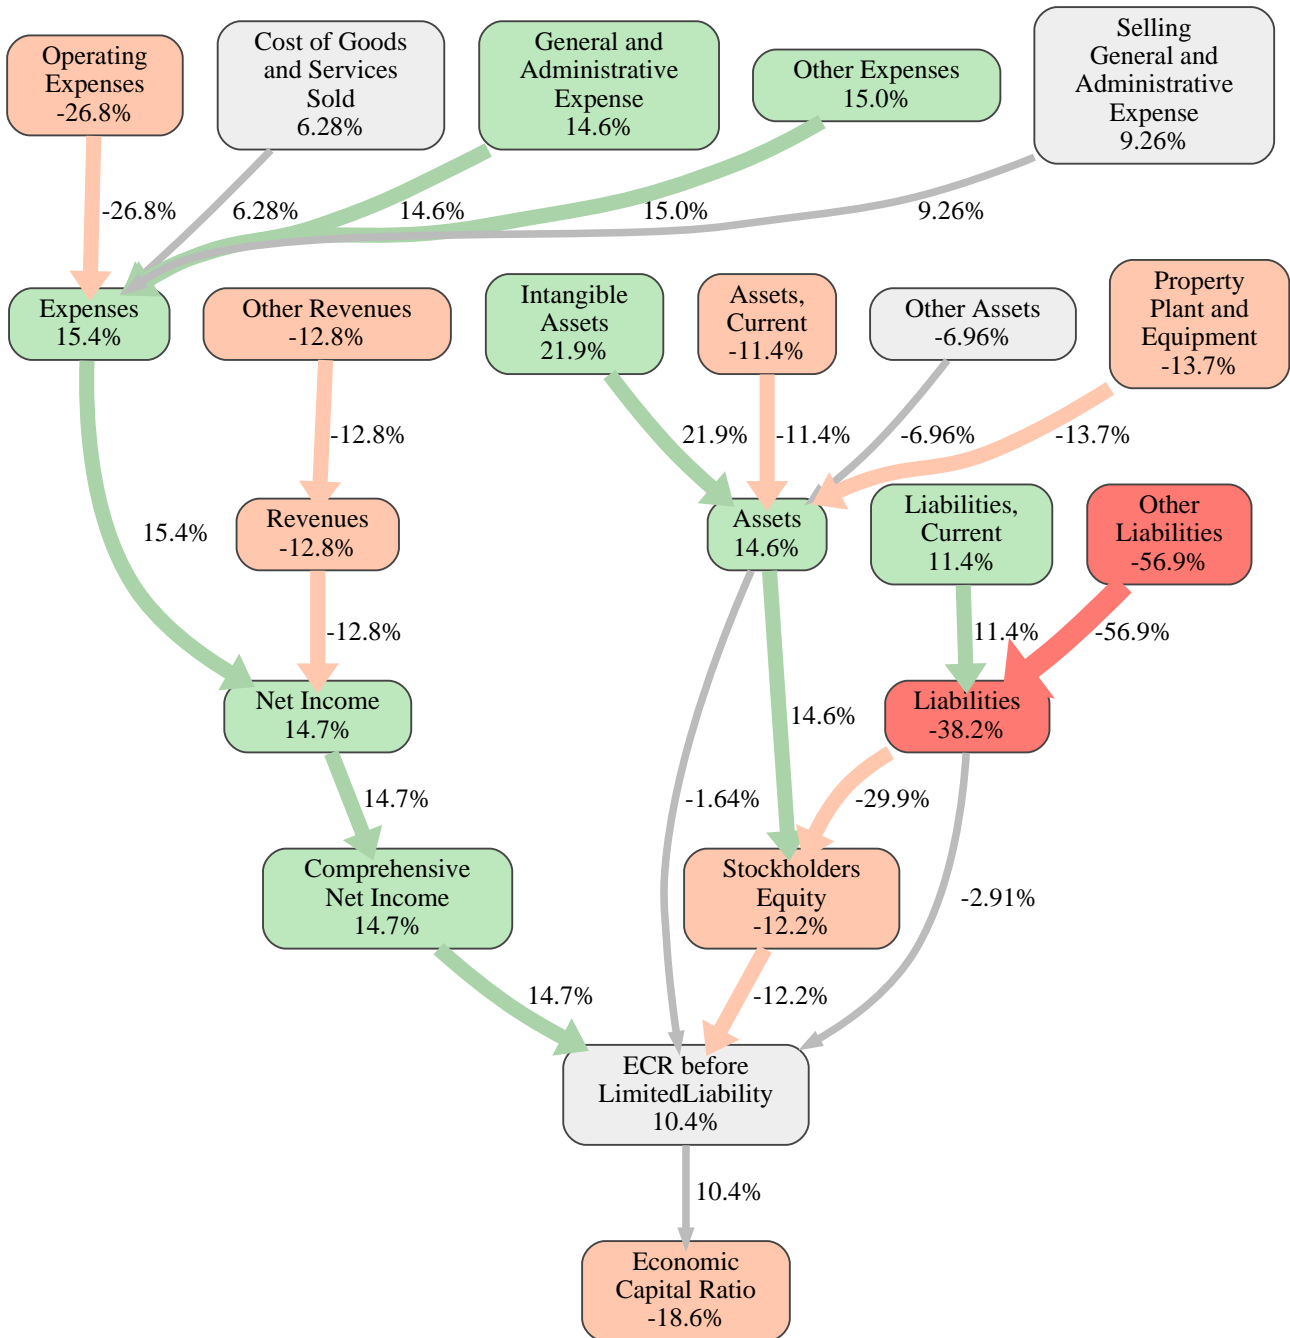 Operating
Expenses
-26.8%
Cost of Goods
and Services
Sold
6.28%
General and
Administrative
Expense
14.6%
Other Expenses
15.0%
Selling
General and
Administrative
Expense
9.26%
-26.8%
6.28%
14.6%
15.0%
9.26%
Expenses
15.4%
Other Revenues
-12.8%
Intangible
Assets
21.9%
Assets,
Current
-11.4%
Other Assets
-6.96%
Property
Plant and
Equipment
-13.7%
-12.8%
21.9%
-11.4%
-6.96%
-13.7%
15.4%
Revenues
-12.8%
Assets
14.6%
Liabilities,
Current
11.4%
Other
Liabilities
-56.9%
-12.8%
11.4%
-56.9%
Net Income
14.7%
14.6%
Liabilities
-38.2%
14.7%
-1.64%
-29.9%
Comprehensive
Net Income
14.7%
Stockholders
Equity
-12.2%
-2.91%
14.7%
-12.2%
ECR before
LimitedLiability
10.4%
10.4%
Economic
Capital Ratio
-18.6%